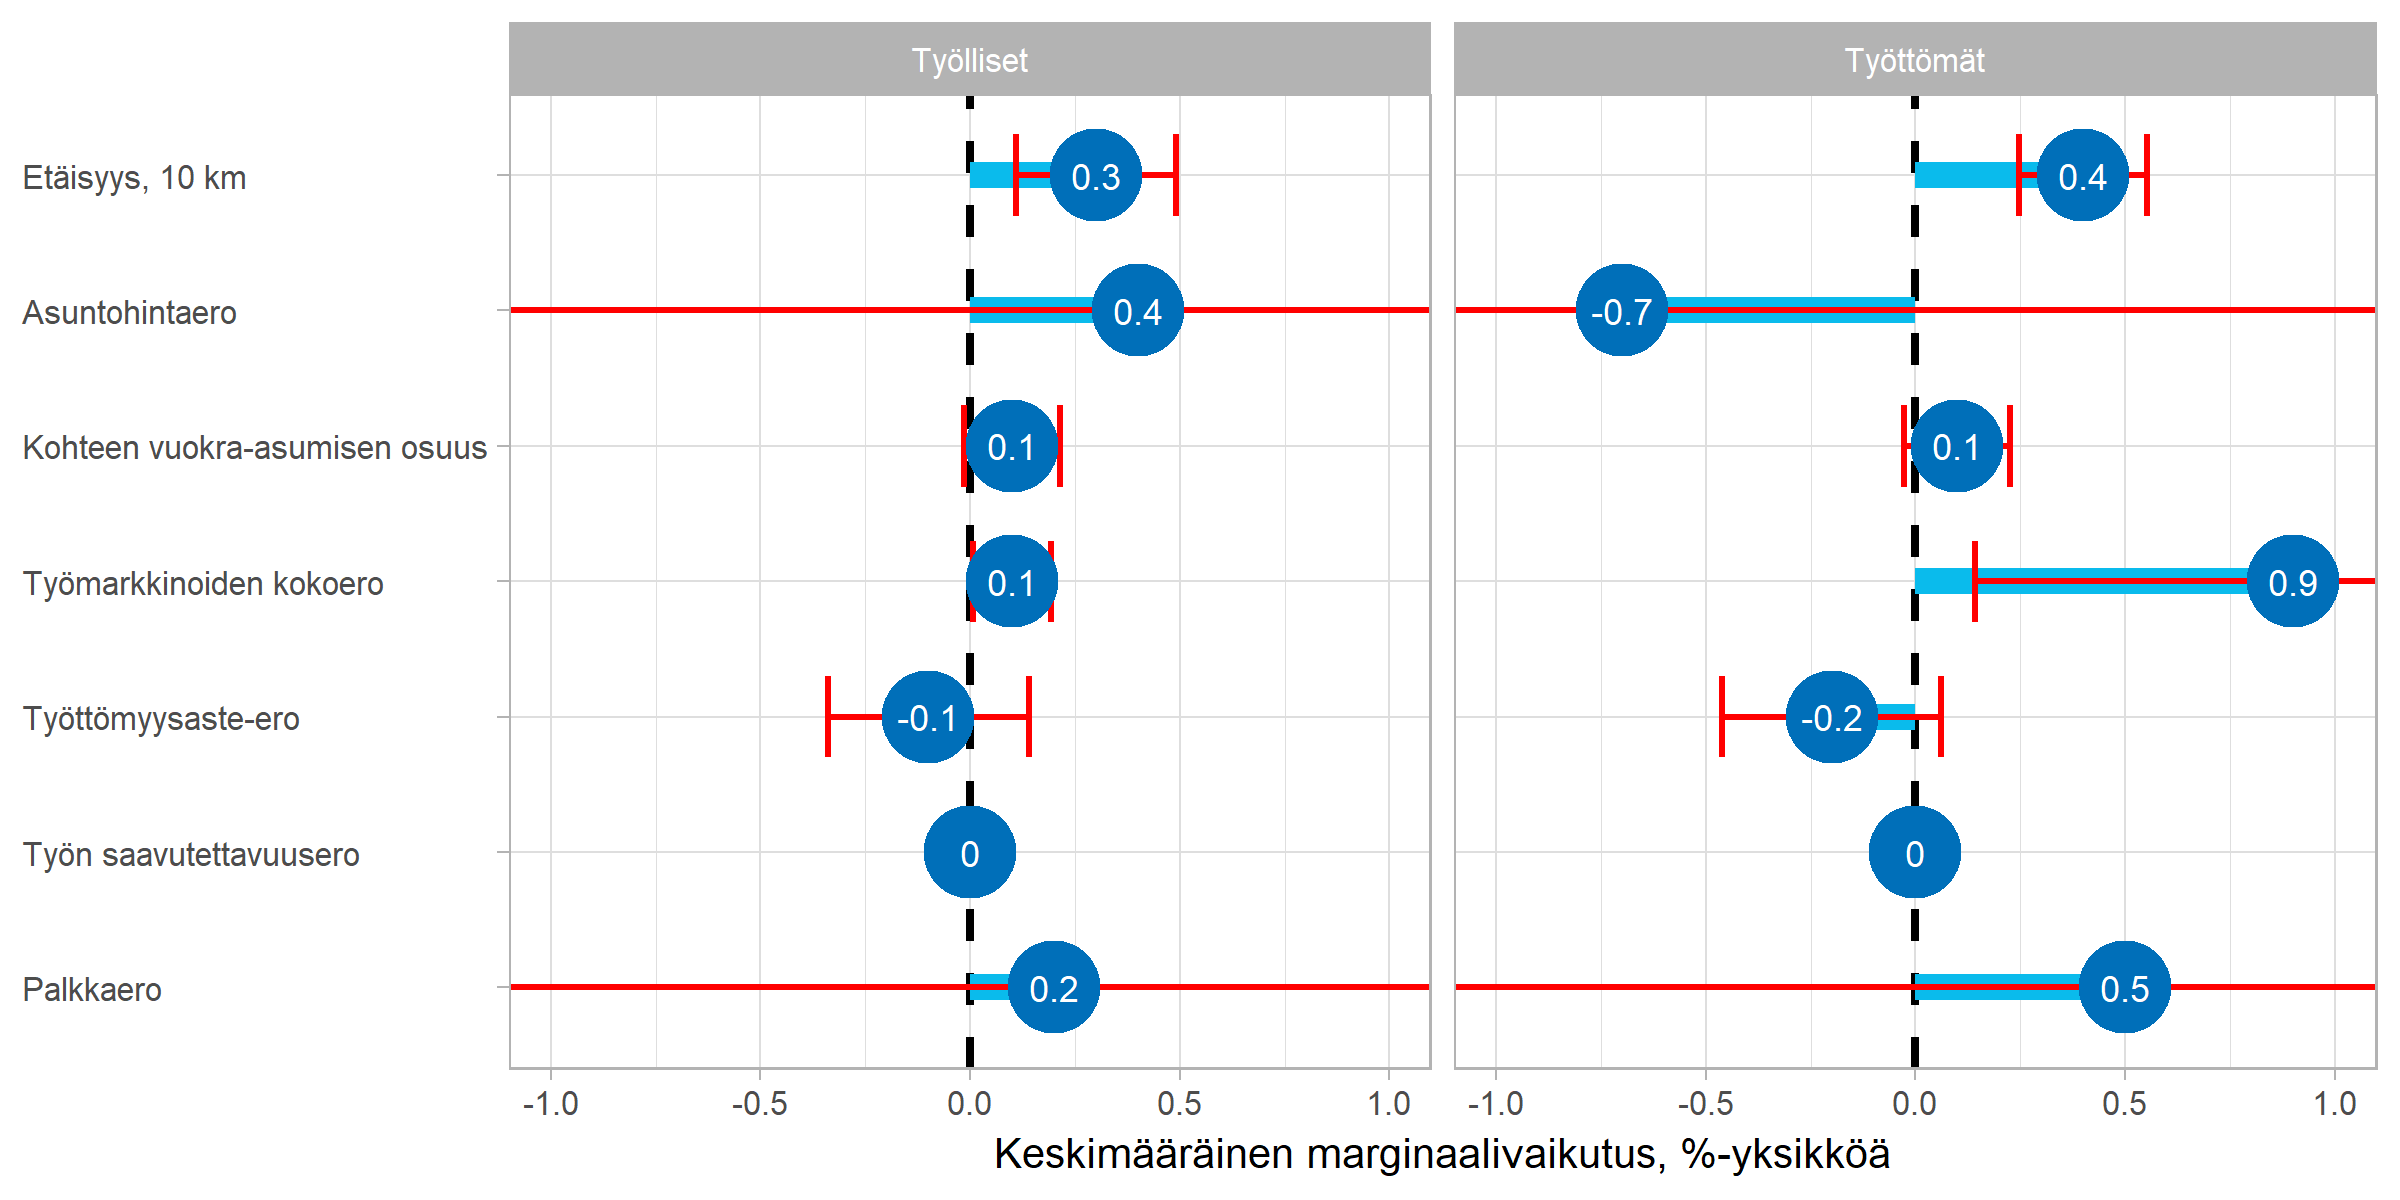 Työlliset Työttömät
Etäisyys, 10 km 0.3 0.4
Asuntohintaero 0.4 -0.7
Kohteen vuokra-asumisen osuus 0.1 0.1
Työmarkkinoiden kokoero 0.1 0.9
Työttömyysaste-ero -0.1 -0.2
Työn saavutettavuusero 0 0
Palkkaero 0.2 0.5
-1.0 -0.5 0.0 0.5 1.0 -1.0 -0.5 0.0 0.5 1.0
Keskimääräinen marginaalivaikutus, %-yksikköä